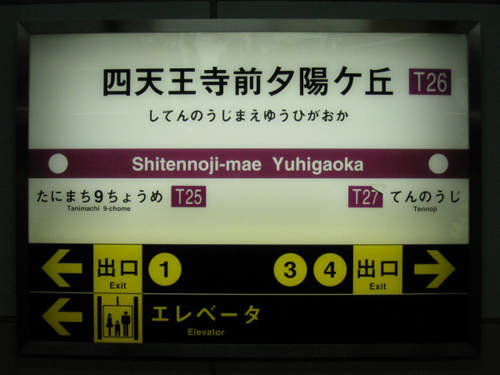 四天王寺前夕陽ケ丘 T26
してんのうじまえゆうひがおか
Shitennoji-mae Yuhigaoka
たにまち9ちょうめ T25 T27 てんのうじ
Tanimachi 9-chome Tennoji
出口 1 3 4 出口
Exit Exit
エレベータ
Elevator